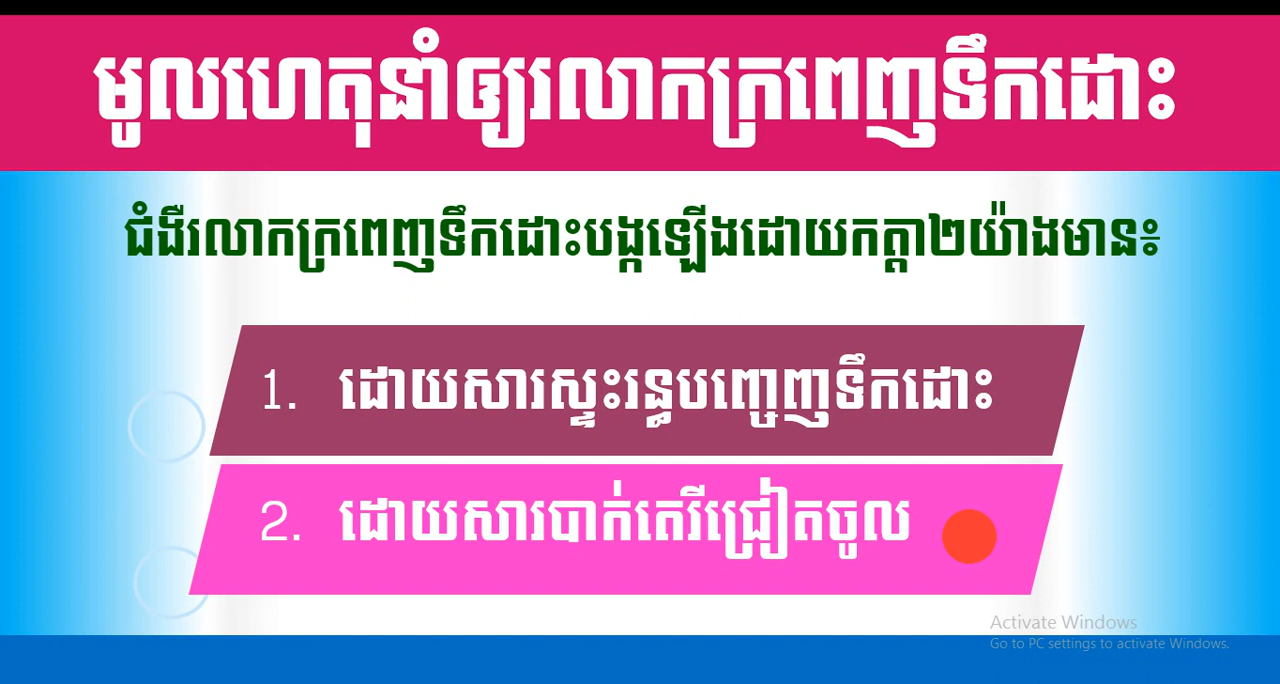 មូលហេតុនាំឲ្យរលាកក្រពេញទឹកដោះ
ជំងឺរលាកក្រពេញទឹកដោះបង្កឡើងដោយកត្តា២យ៉ាងមាន៖
1. ដោយសារស្ទះរន្ធបញ្ចេញទឹកដោះ
2. ដោយសារបាក់តេរីជ្រៀតចូល
Activate Windows
Go to PC settings to activate Windows.